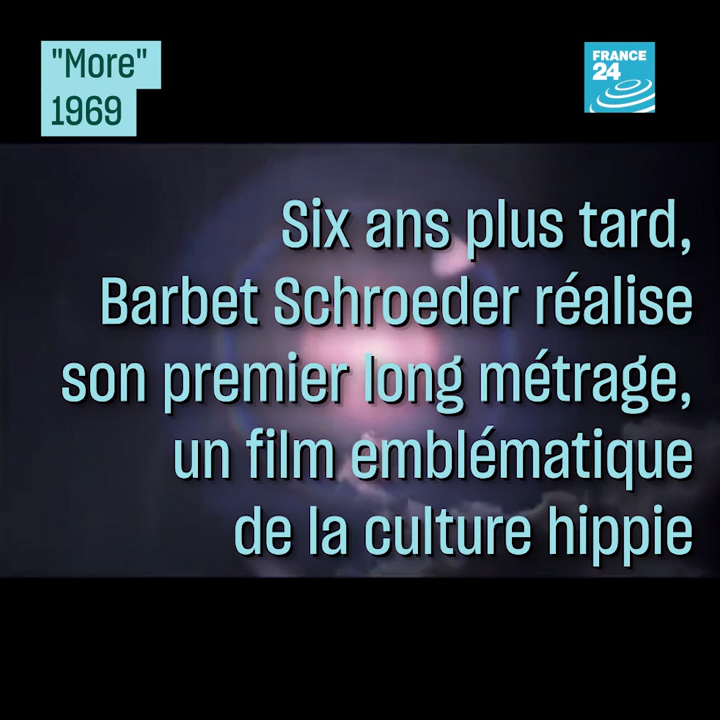 "More"
1969
FRANCE
24
Six ans plus tard,
Barbet Schroeder réalise
son premier long métrage,
un film emblématique
de la culture hippie